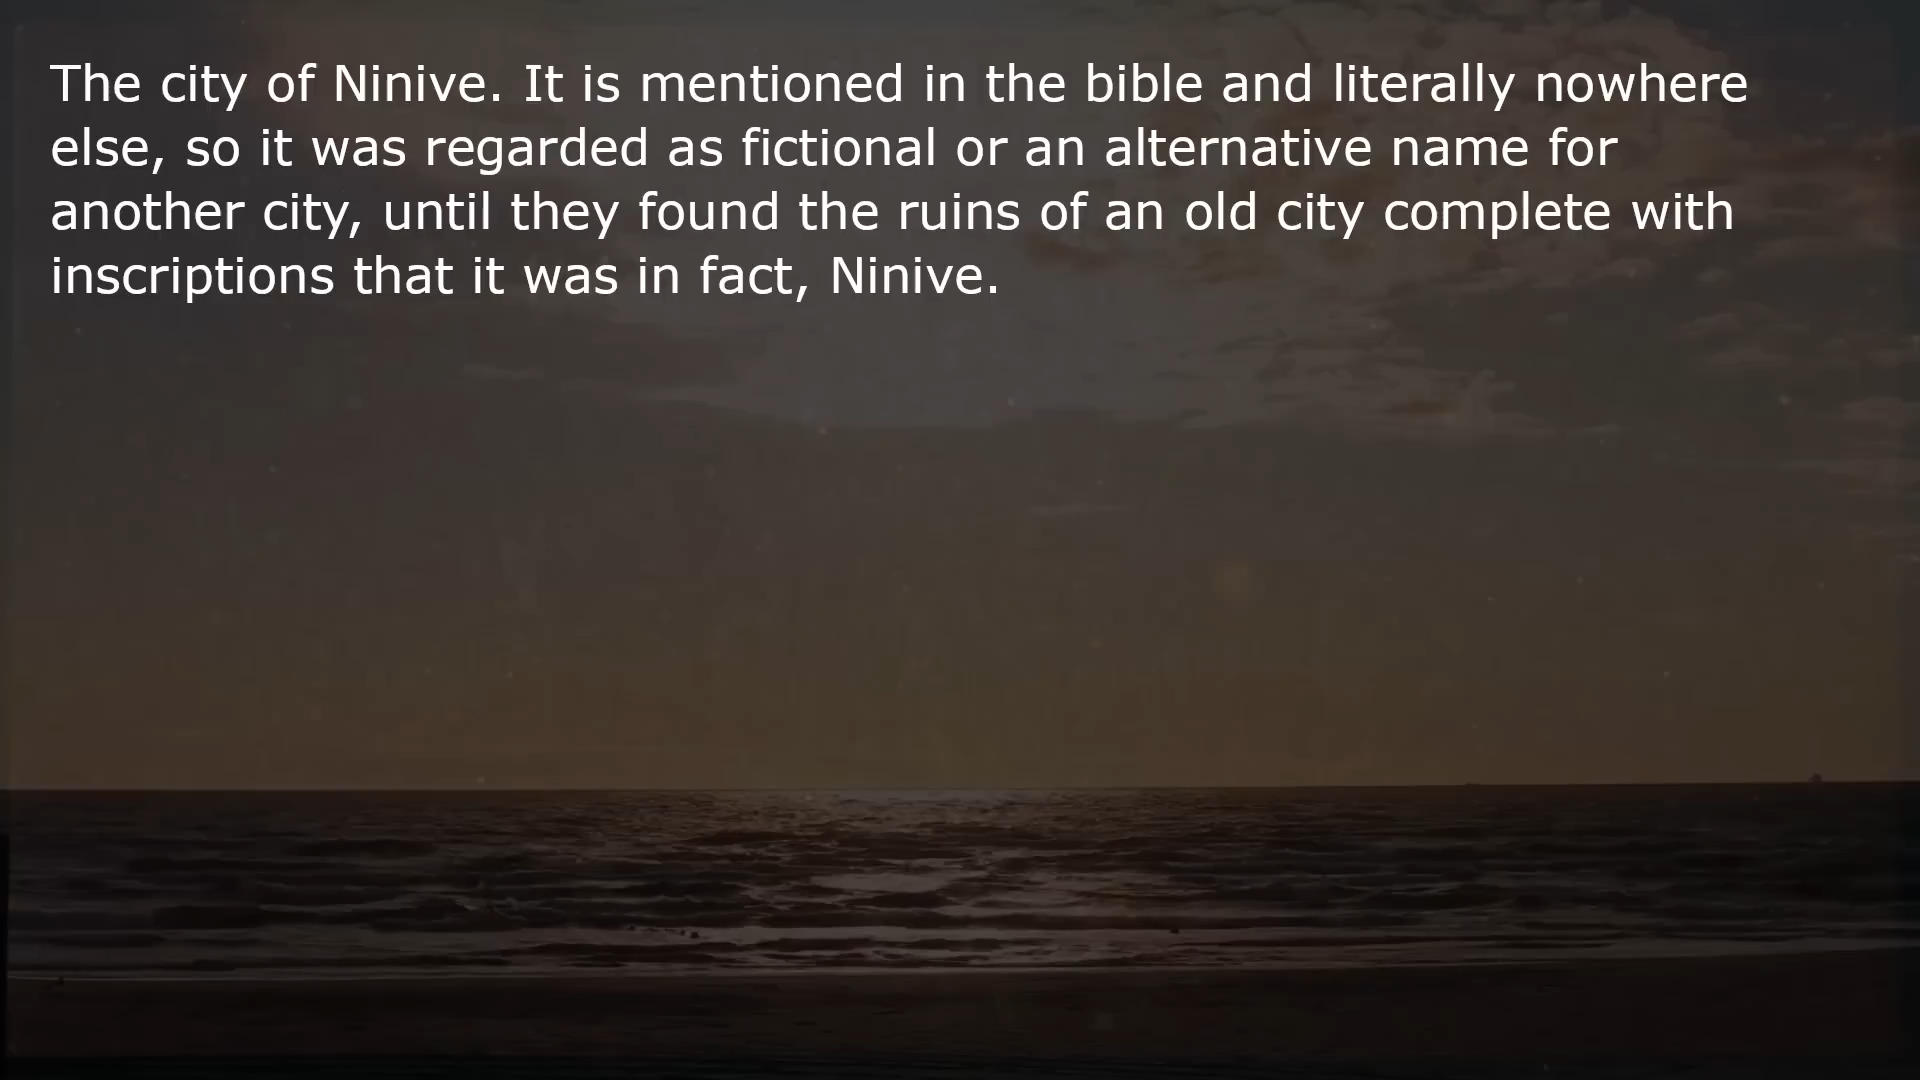 The city of Ninive. It is mentioned in the bible and literally nowhere
else, so it was regarded as fictional or an alternative name for
another city, until they found the ruins of an old city complete with
inscriptions that it was in fact, Ninive.